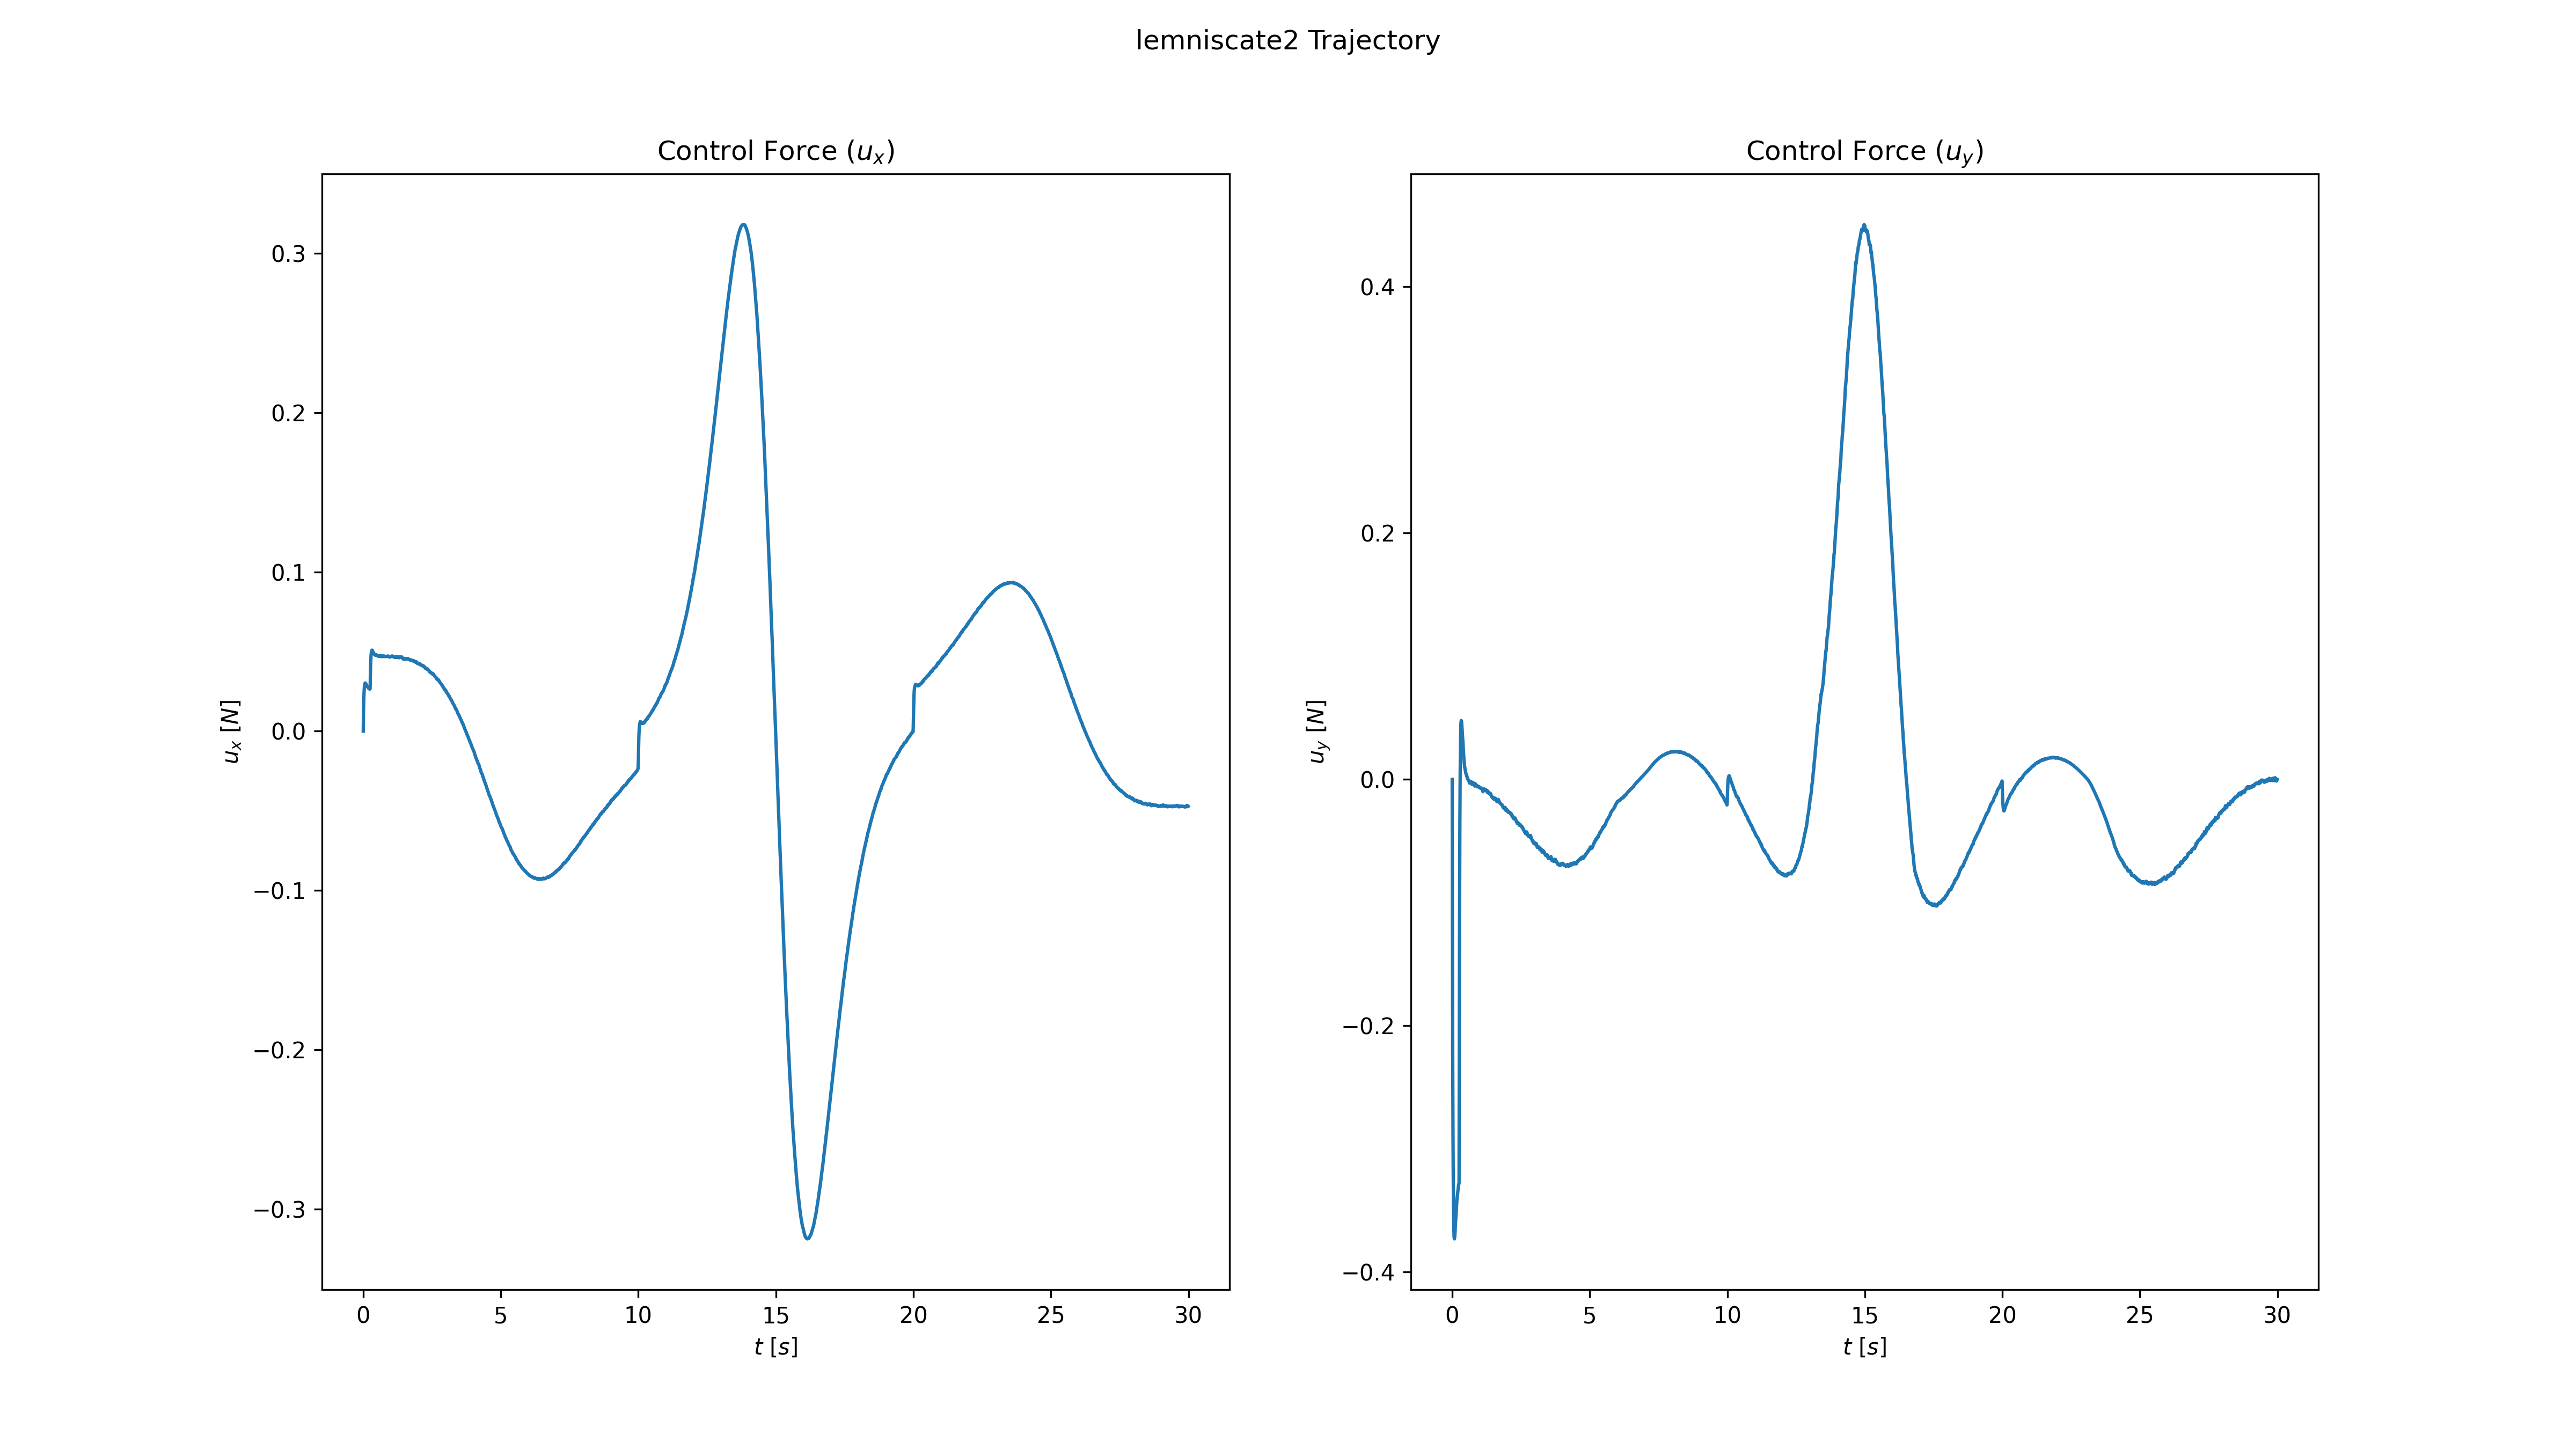 lemniscate2 Trajectory
Control Force (u_x)
0.3
0.2
0.1
0.0
−0.1
−0.2
−0.3
u_x [N]
0 5 10 15 20 25 30
t [s]
Control Force (u_y)
0.4
0.2
0.0
−0.2
−0.4
u_y [N]
0 5 10 15 20 25 30
t [s]